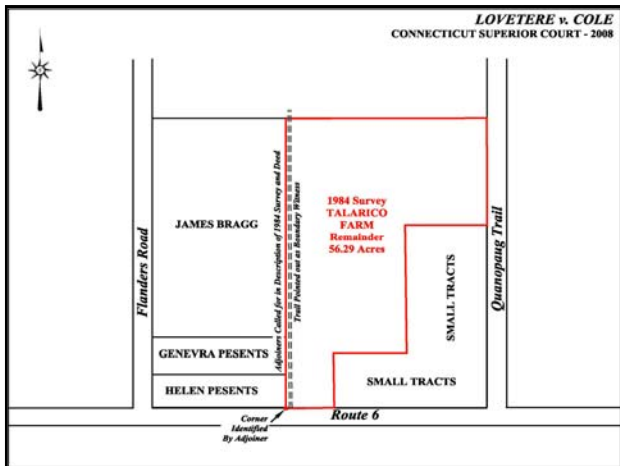 LOVETERE v. COLE
CONNECTICUT SUPERIOR COURT - 2008
Flanders Road
JAMES BRAGG
GENEVRA PESENTS
HELEN PESENTS
Adjoiners Called for in Description of 1984 Survey and Deed
Trail Pointed out as Boundary Witness
1984 Survey
TALARICO
FARM
Remainder
56.29 Acres
SMALL TRACTS
Quanopaug Trail
SMALL TRACTS
Corner
Identified
By Adjoiner
Route 6